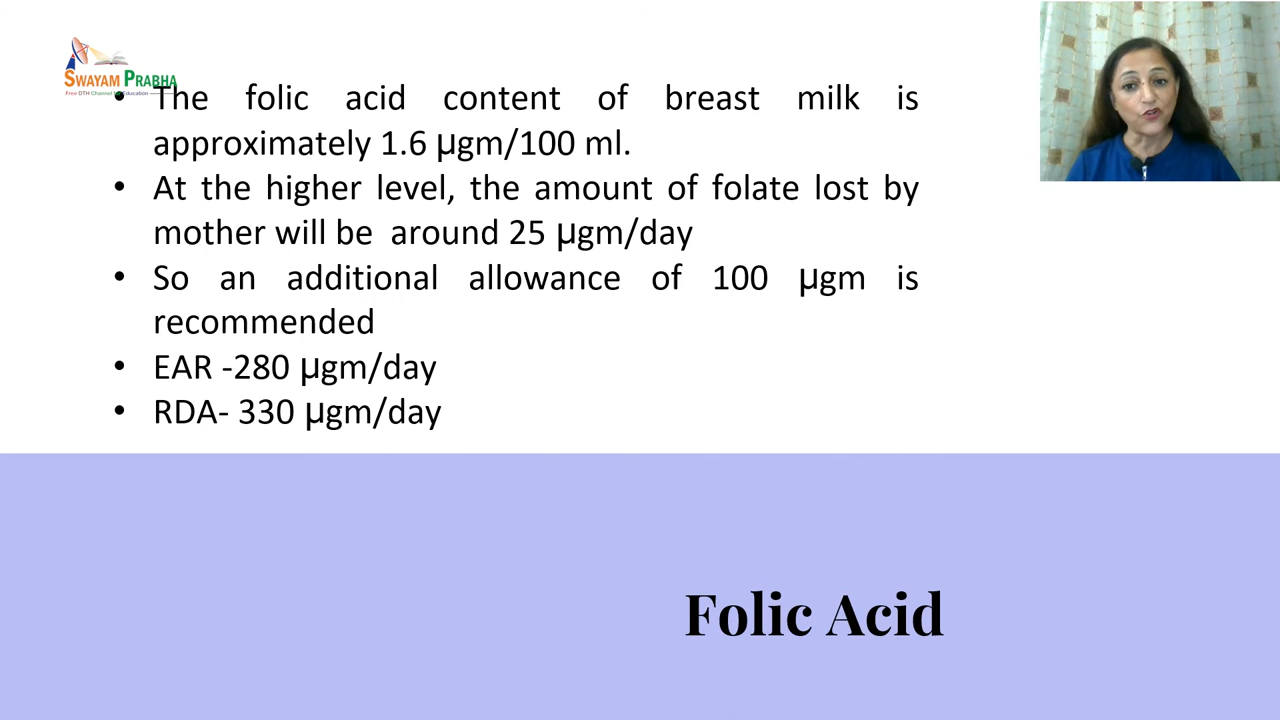 SWAYAM PRABHA
Free DTH Channel for Education
• The folic acid content of breast milk is
approximately 1.6 µgm/100 ml.
• At the higher level, the amount of folate lost by
mother will be around 25 µgm/day
• So an additional allowance of 100 µgm is
recommended
• EAR -280 µgm/day
• RDA- 330 µgm/day
Folic Acid